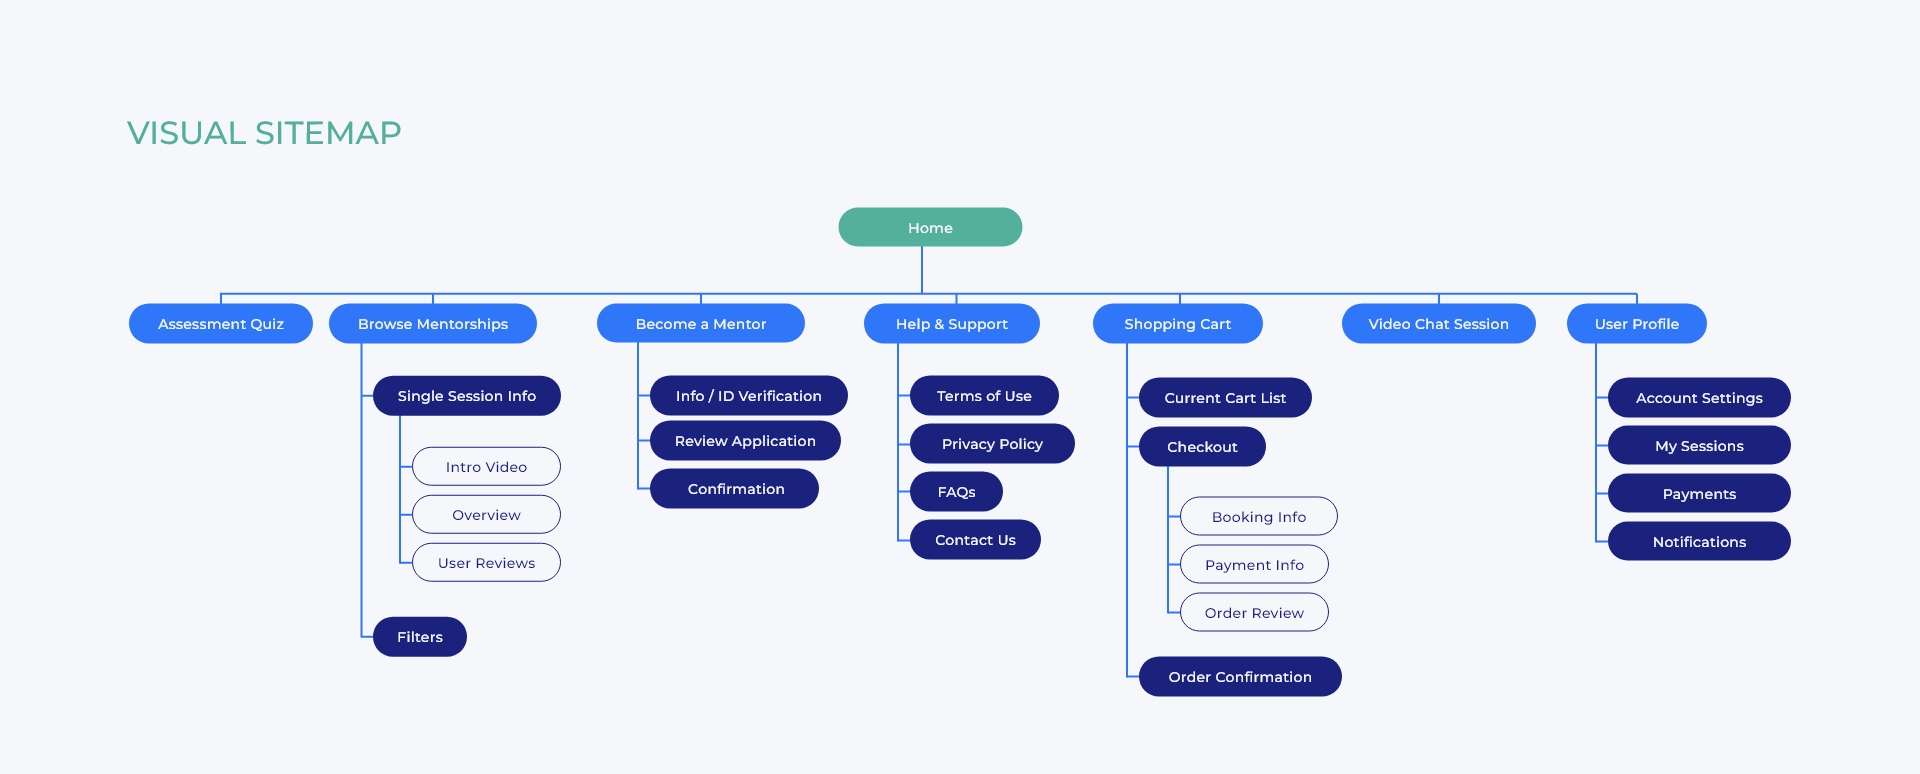 VISUAL SITEMAP
Home
Assessment Quiz
Browse Mentorships
Become a Mentor
Help & Support
Shopping Cart
Video Chat Session
User Profile
Single Session Info
Intro Video
Overview
User Reviews
Filters
Info / ID Verification
Review Application
Confirmation
Terms of Use
Privacy Policy
FAQs
Contact Us
Current Cart List
Checkout
Booking Info
Payment Info
Order Review
Order Confirmation
Account Settings
My Sessions
Payments
Notifications